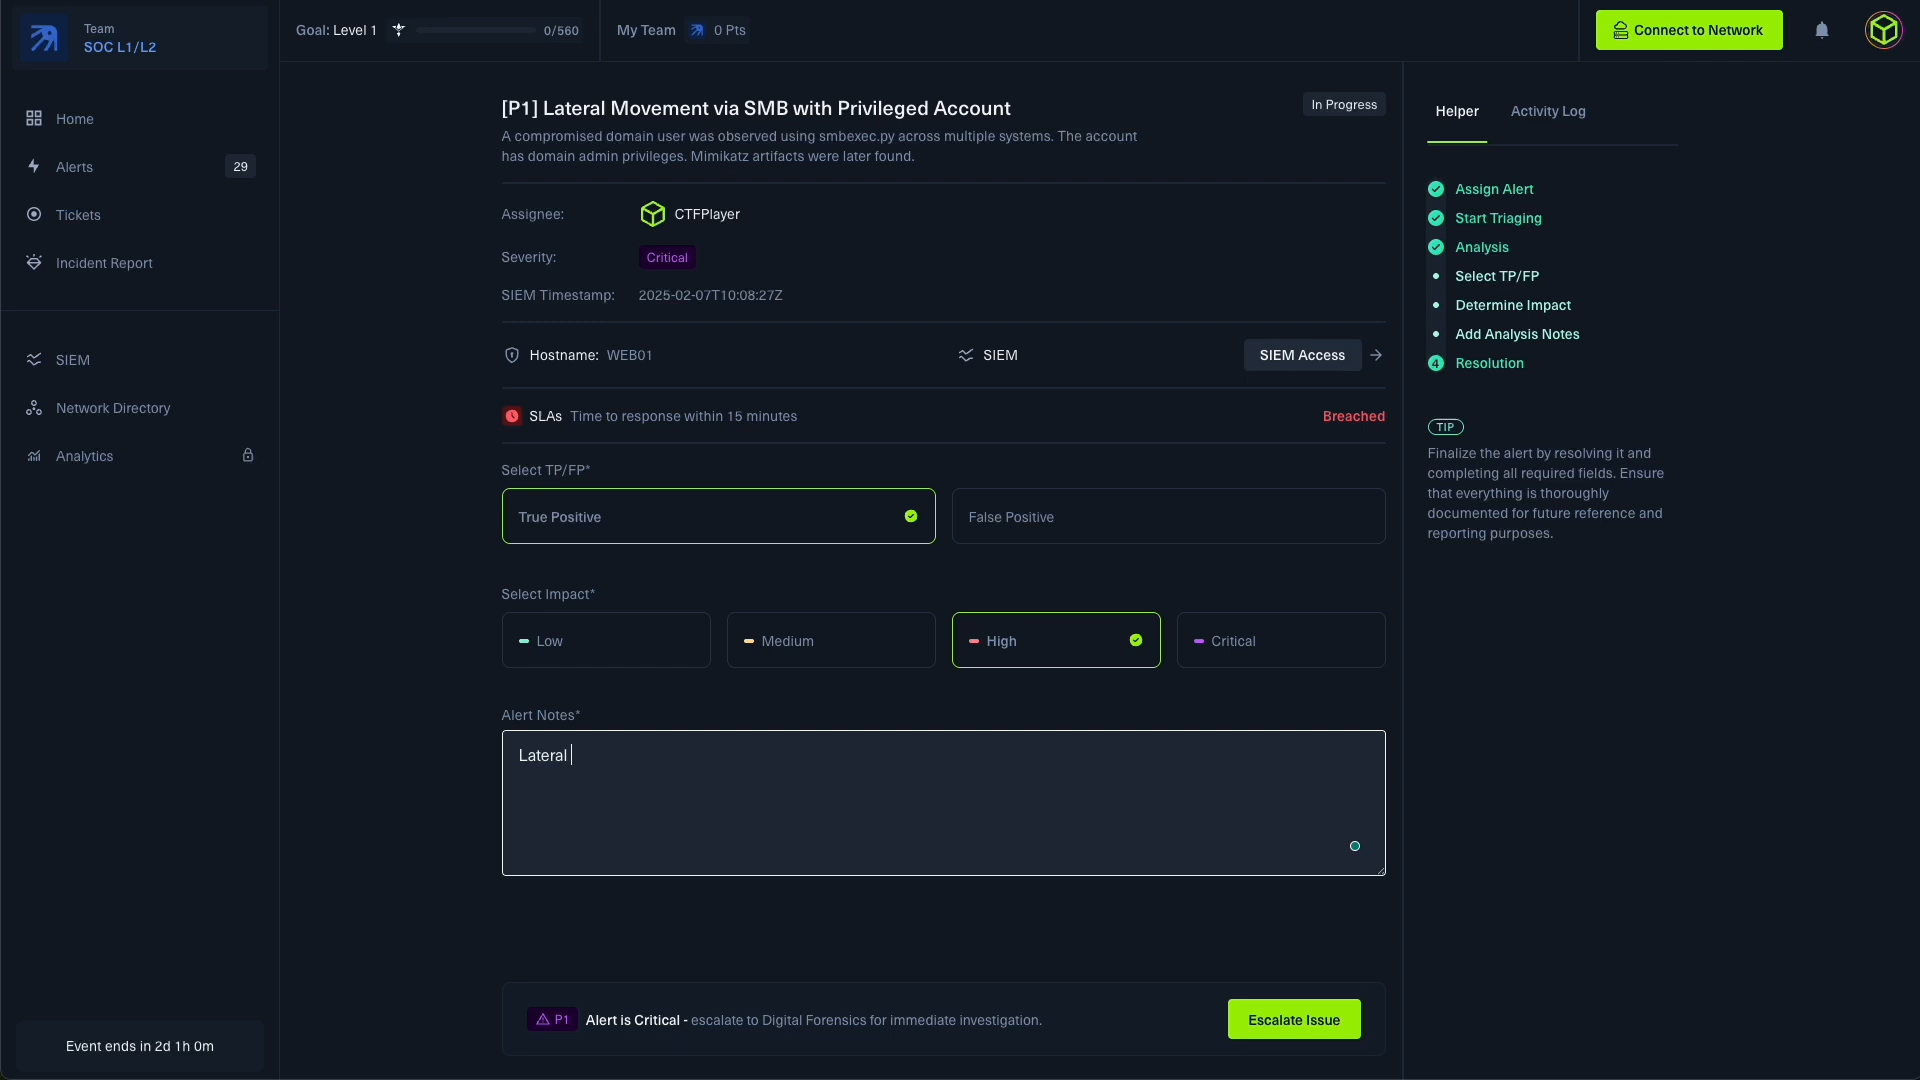 Team
SOC L1/L2
Home
Alerts
29
Tickets
Incident Report
SIEM
Network Directory
Analytics
Event ends in 2d 1h 0m
Goal: Level 1
0/560
My Team
0 Pts
Connect to Network
[P1] Lateral Movement via SMB with Privileged Account
In Progress
A compromised domain user was observed using smbexec.py across multiple systems. The account
has domain admin privileges. Mimikatz artifacts were later found.
Assignee:
CTFPlayer
Severity:
Critical
SIEM Timestamp:
2025-02-07T10:08:27Z
Hostname: WEB01
SIEM
SIEM Access
SLAs Time to response within 15 minutes
Breached
Select TP/FP*
True Positive
False Positive
Select Impact*
Low
Medium
High
Critical
Alert Notes*
Lateral
P1
Alert is Critical - escalate to Digital Forensics for immediate investigation.
Escalate Issue
Helper
Activity Log
Assign Alert
Start Triaging
Analysis
Select TP/FP
Determine Impact
Add Analysis Notes
4 Resolution
TIP
Finalize the alert by resolving it and
completing all required fields. Ensure
that everything is thoroughly
documented for future reference and
reporting purposes.